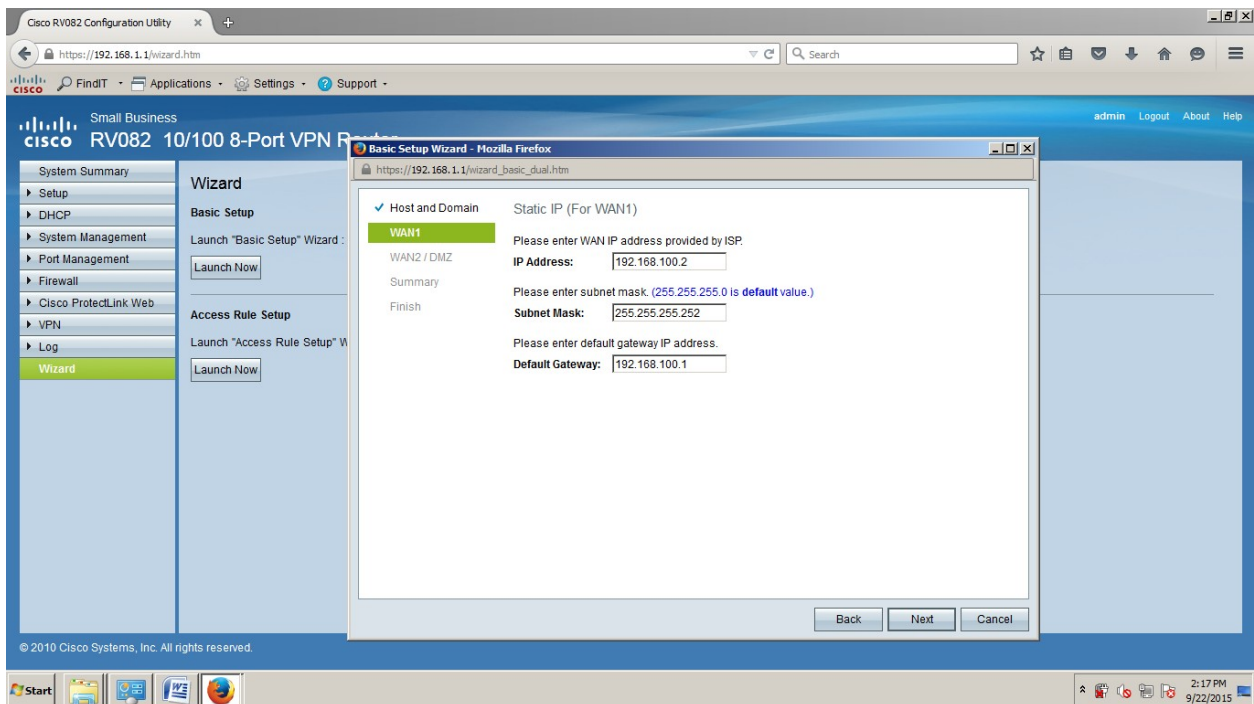 Cisco RV082 Configuration Utility
https://192.168.1.1/wizard.htm
Search
CISCO FindIT Applications Settings Support
admin Logout About Help
Small Business
CISCO RV082 10/100 8-Port VPN Router
System Summary
Setup
DHCP
System Management
Port Management
Firewall
Cisco ProtectLink Web
VPN
Log
Wizard
Wizard
Basic Setup
Launch "Basic Setup" Wizard :
Launch Now
Access Rule Setup
Launch "Access Rule Setup" W
Launch Now
Basic Setup Wizard - Mozilla Firefox
https://192.168.1.1/wizard_basic_dual.htm
Host and Domain
WAN1
WAN2 / DMZ
Summary
Finish
Static IP (For WAN1)
Please enter WAN IP address provided by ISP.
IP Address: 192.168.100.2
Please enter subnet mask. (255.255.255.0 is default value.)
Subnet Mask: 255.255.255.252
Please enter default gateway IP address.
Default Gateway: 192.168.100.1
Back Next Cancel
© 2010 Cisco Systems, Inc. All rights reserved.
Start
2:17 PM
9/22/2015